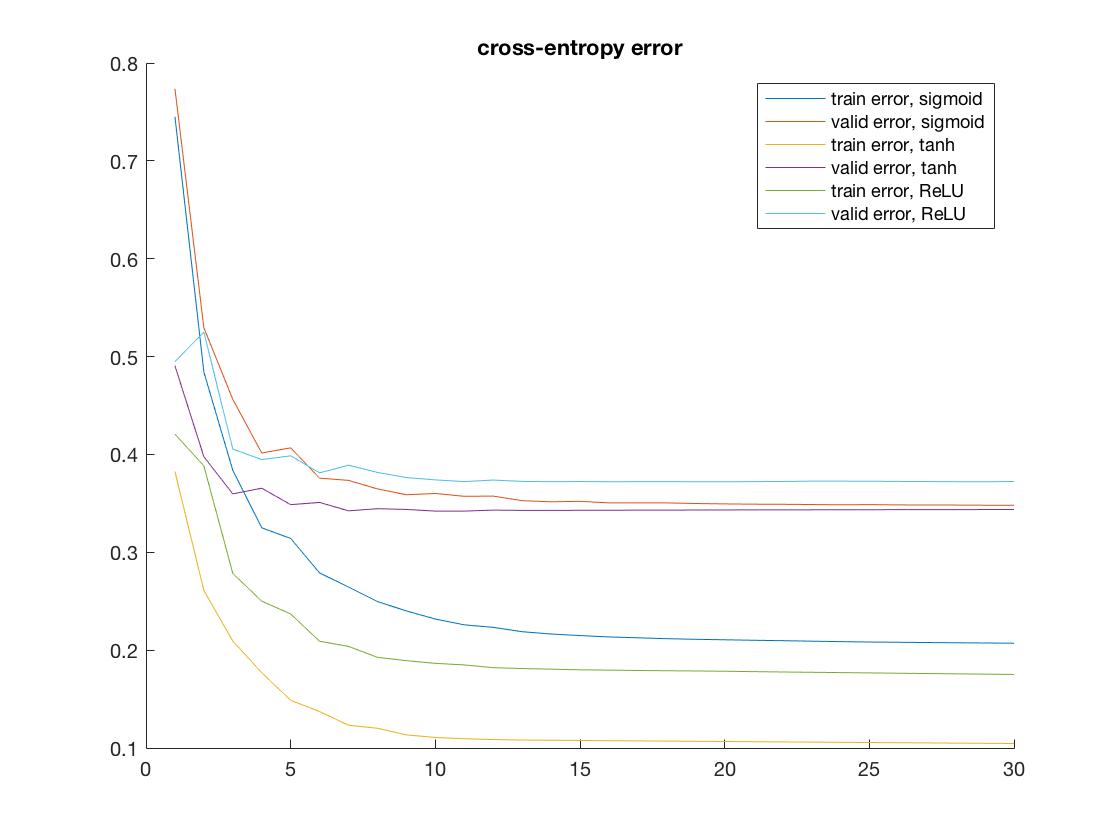 cross-entropy error
0.8
0.7
0.6
0.5
0.4
0.3
0.2
0.1
train error, sigmoid
valid error, sigmoid
train error, tanh
valid error, tanh
train error, ReLU
valid error, ReLU
0 5 10 15 20 25 30